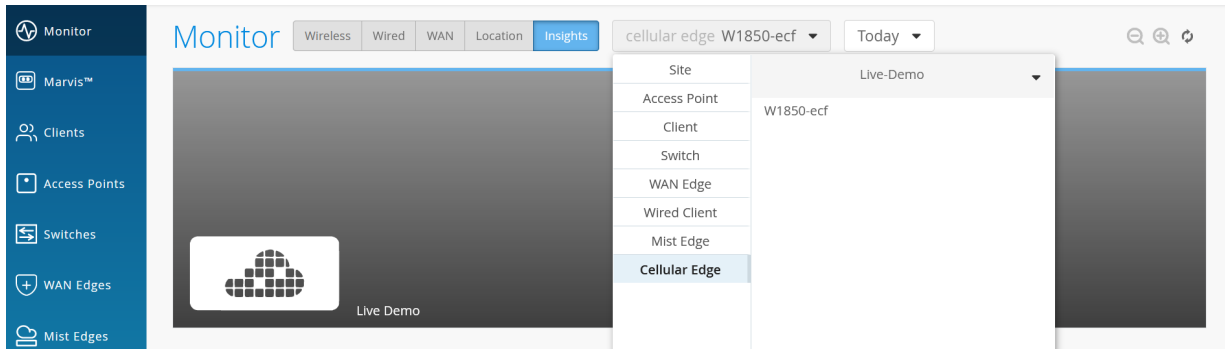 Monitor
Marvis™
Clients
Access Points
Switches
WAN Edges
Mist Edges
Monitor
Wireless Wired WAN Location Insights
cellular edge W1850-ecf
Today
Site
Access Point
Client
Switch
WAN Edge
Wired Client
Mist Edge
Cellular Edge
Live-Demo
W1850-ecf
Live Demo